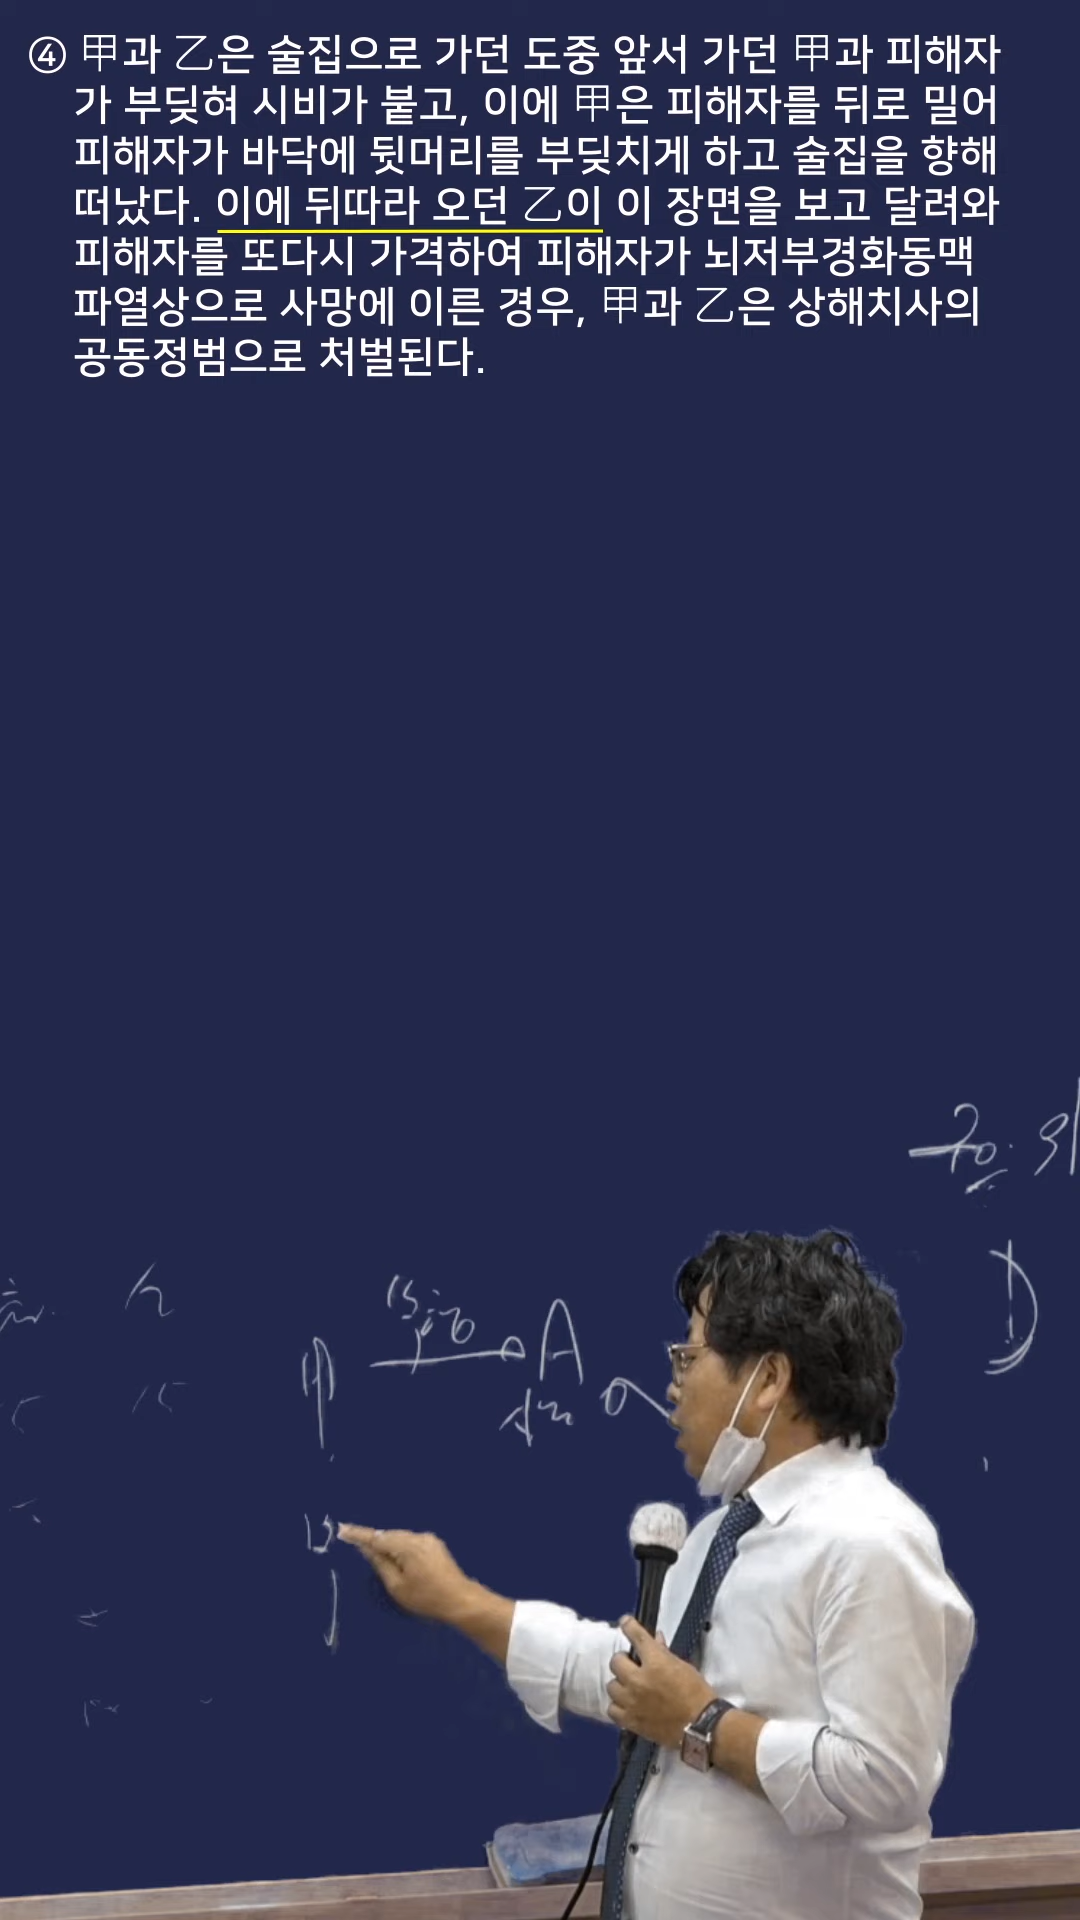 ④ 甲과 乙은 술집으로 가던 도중 앞서 가던 甲과 피해자
가 부딪혀 시비가 붙고, 이에 甲은 피해자를 뒤로 밀어
피해자가 바닥에 뒷머리를 부딪치게 하고 술집을 향해
떠났다. 이에 뒤따라 오던 乙이 이 장면을 보고 달려와
피해자를 또다시 가격하여 피해자가 뇌저부경화동맥
파열상으로 사망에 이른 경우, 甲과 乙은 상해치사의
공동정범으로 처벌된다.
甲
A